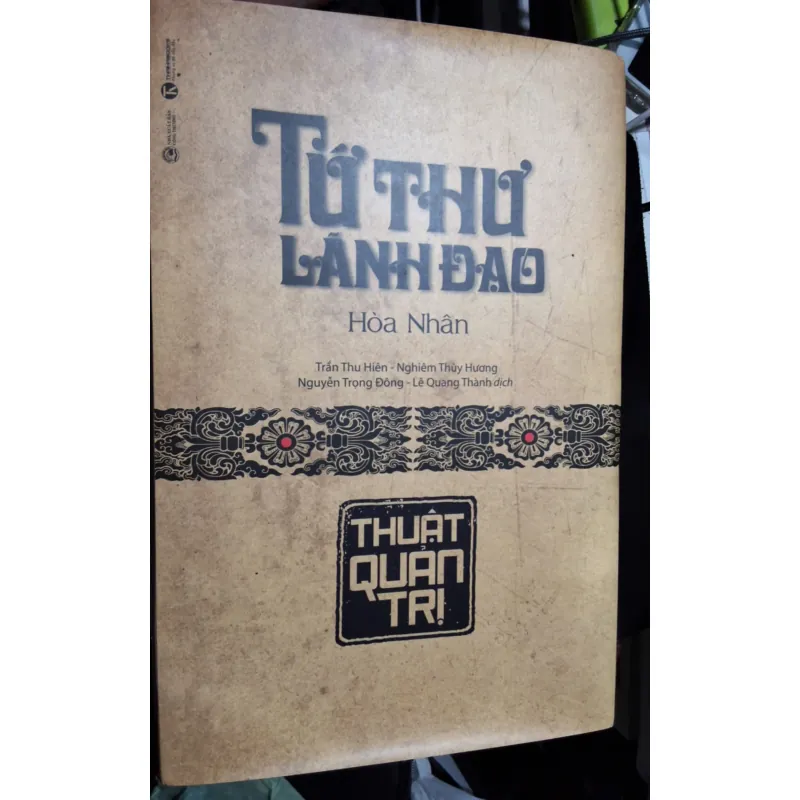 TỨ THƯ
LÃNH ĐẠO
Hòa Nhân
Trần Thu Hiên - Nghiêm Thùy Hương
Nguyễn Trọng Đông - Lê Quang Thành dịch
THUẬT
QUẢN
TRỊ